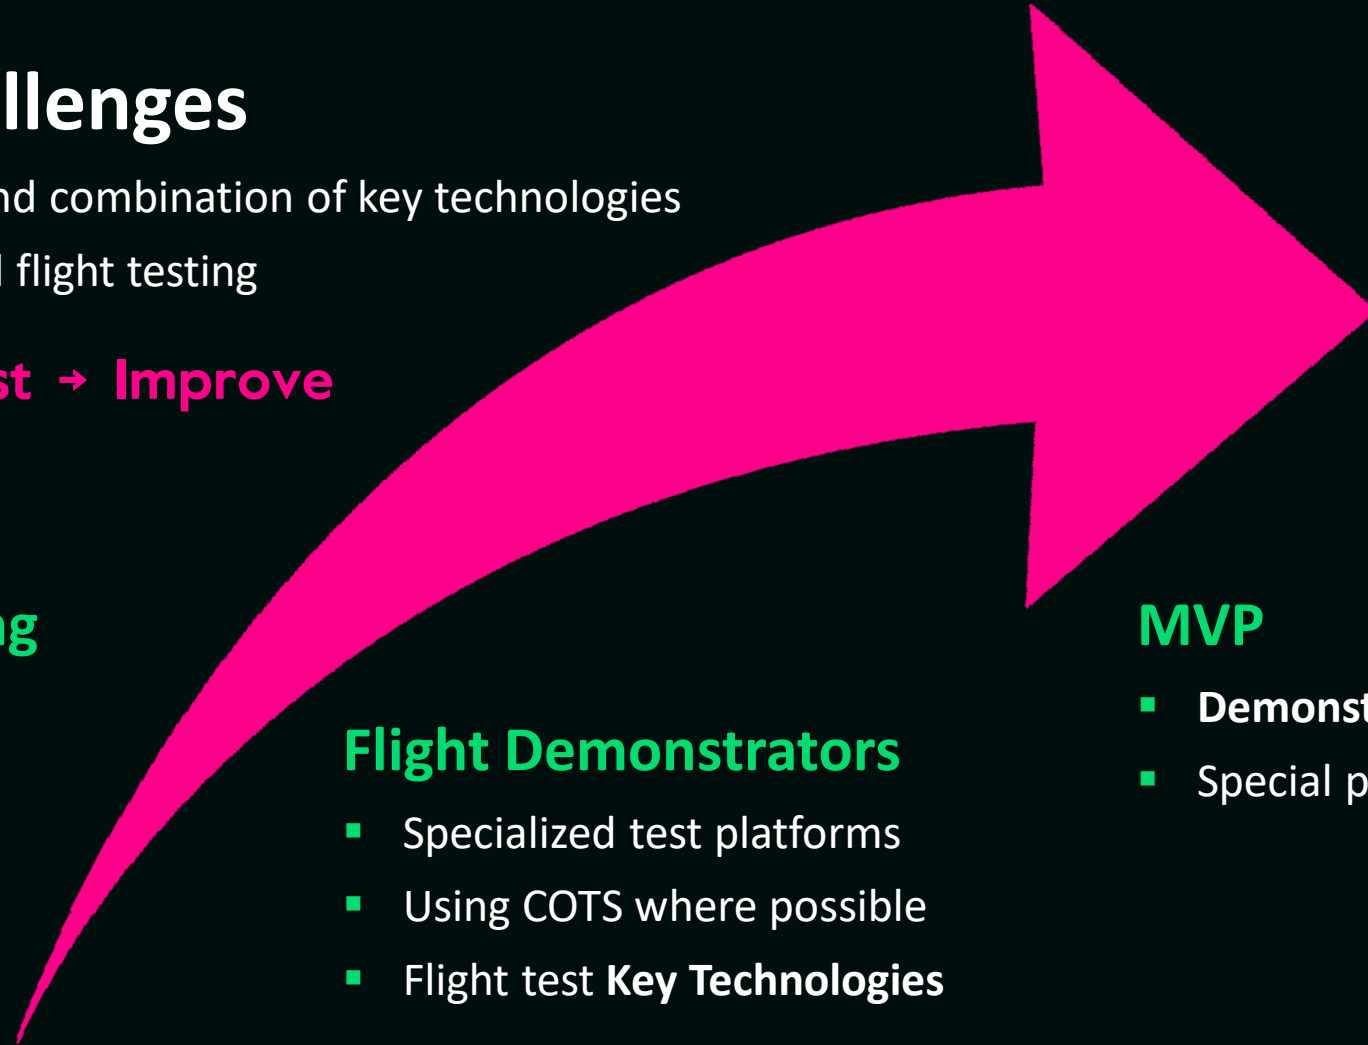 llenges
nd combination of key technologies
flight testing
st → Improve
ng
Flight Demonstrators
▪ Specialized test platforms
▪ Using COTS where possible
▪ Flight test Key Technologies
MVP
▪ Demonst
▪ Special p